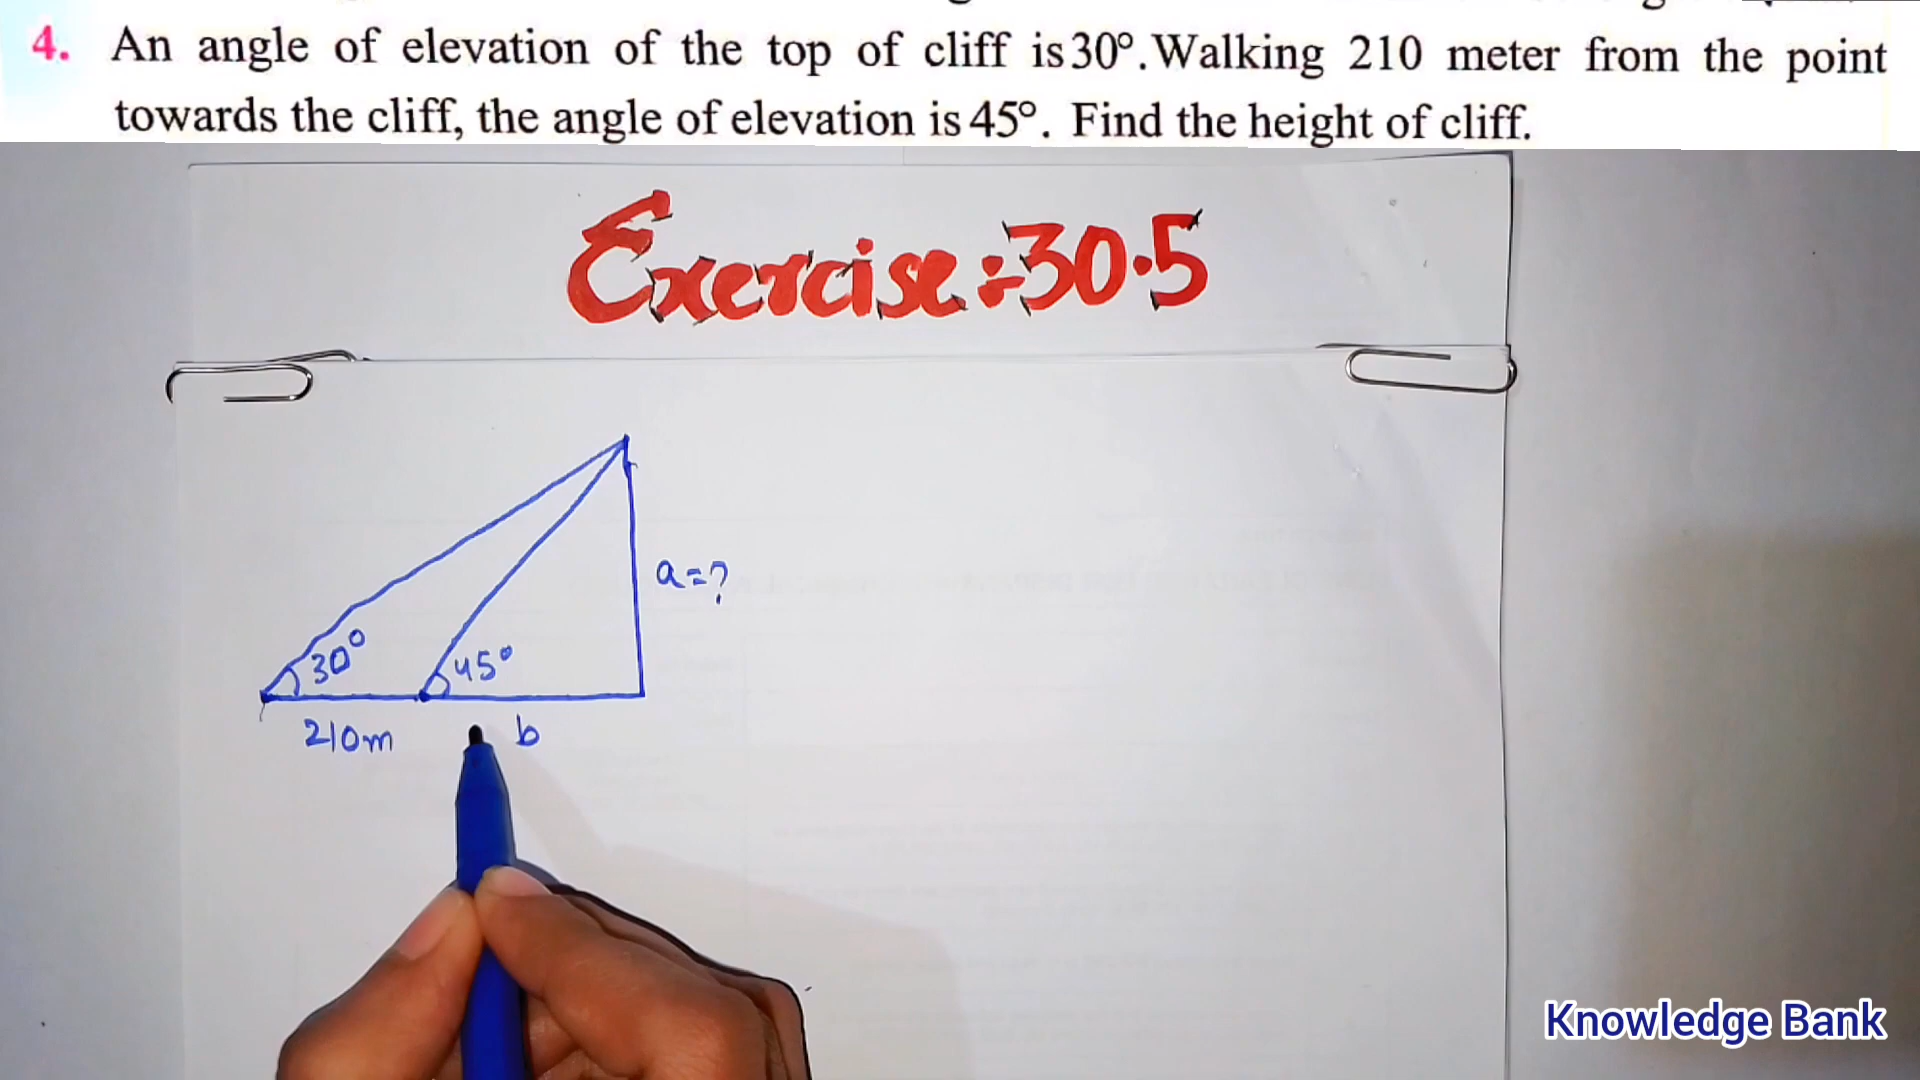 4. An angle of elevation of the top of cliff is 30°. Walking 210 meter from the point
towards the cliff, the angle of elevation is 45°. Find the height of cliff.
Exercise:-30.5
a=?
30° 45°
210m b
Knowledge Bank